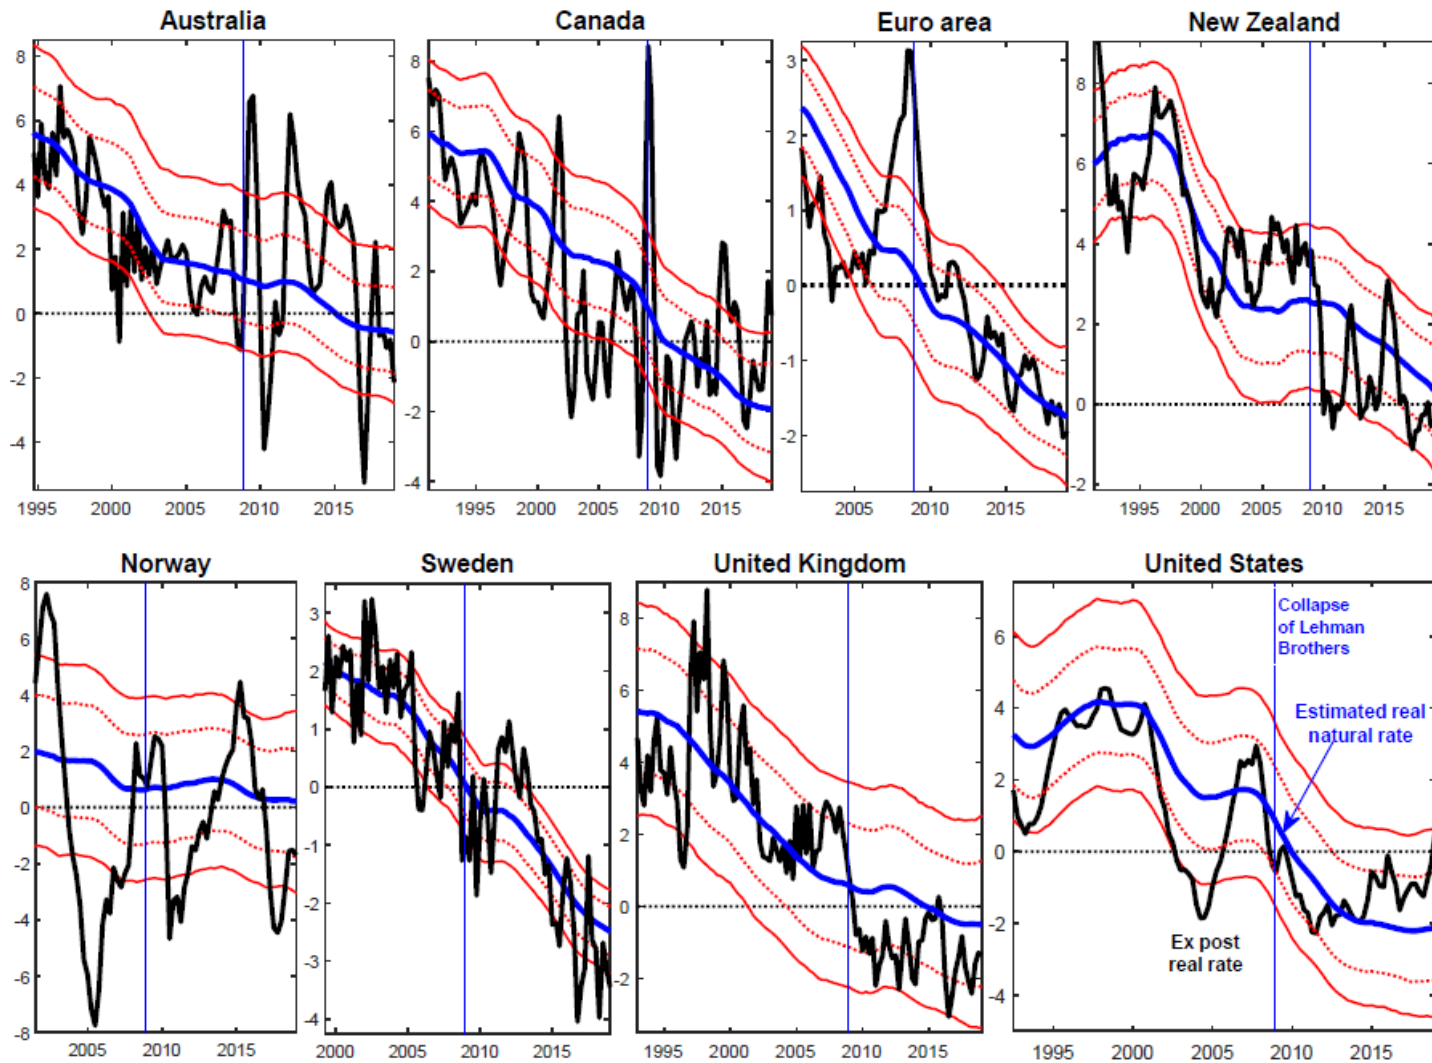 Australia
8
6
4
2
0
-2
-4
1995 2000 2005 2010 2015
Canada
8
6
4
2
0
-2
-4
1995 2000 2005 2010 2015
Euro area
3
2
1
0
-1
-2
2005 2010 2015
New Zealand
8
6
4
2
0
-2
1995 2000 2005 2010 2015
Norway
8
6
4
2
0
-2
-4
-6
-8
2005 2010 2015
Sweden
3
2
1
0
-1
-2
-3
-4
2000 2005 2010 2015
United Kingdom
8
6
4
2
0
-2
1995 2000 2005 2010 2015
United States
6
4
2
0
-2
-4
1995 2000 2005 2010 2015
Collapse
of Lehman
Brothers
Estimated real
natural rate
Ex post
real rate